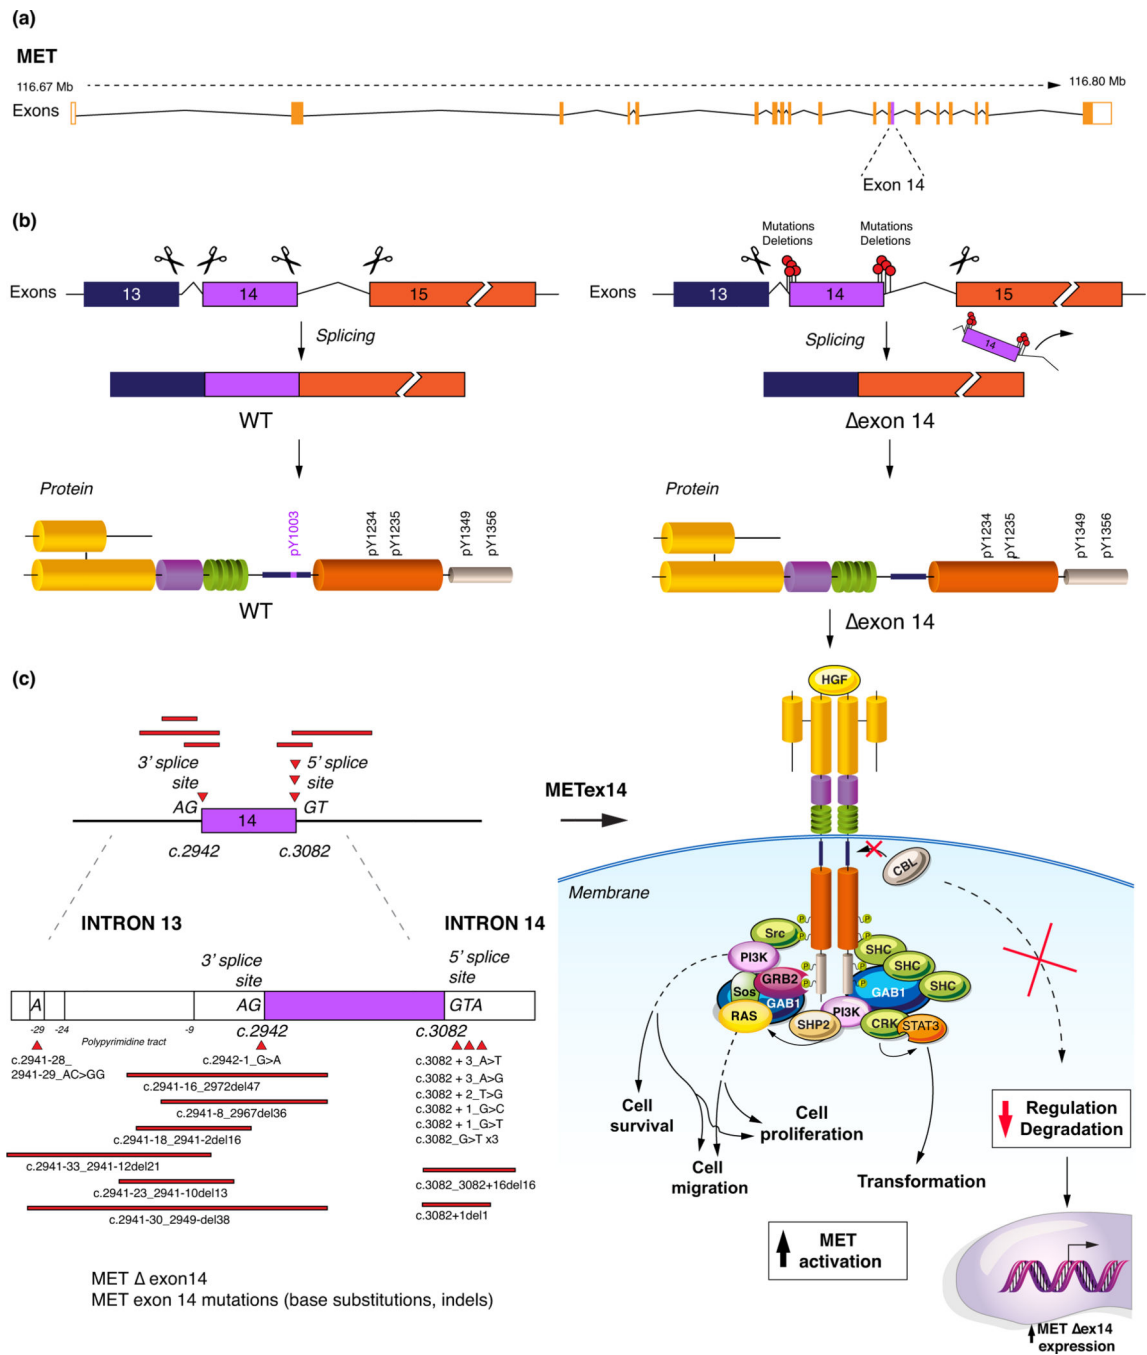 (a)
MET
116.67 Mb
116.80 Mb
Exons
Exon 14
(b)
Mutations
Deletions
Mutations
Deletions
Exons
13
14
15
Exons
13
14
15
Splicing
Splicing
14
WT
Δexon 14
Protein
pY1003
pY1234
pY1235
pY1349
pY1356
WT
Protein
pY1234
pY1235
pY1349
pY1356
Δexon 14
(c)
3' splice
site
AG
5' splice
site
GT
14
c.2942
c.3082
INTRON 13
INTRON 14
3' splice
site
5' splice
site
A
AG
GTA
-29
-24
-9
c.2942
c.3082
Polypyrimidine tract
c.2941-28_
2941-29_AC>GG
c.2942-1_G>A
c.2941-16_2972del47
c.2941-8_2967del36
c.2941-18_2941-2del16
c.2941-33_2941-12del21
c.2941-23_2941-10del13
c.2941-30_2949-del38
c.3082 + 3_A>T
c.3082 + 3_A>G
c.3082 + 2_T>G
c.3082 + 1_G>C
c.3082 + 1_G>T
c.3082_G>T x3
c.3082_3082+16del16
c.3082+1del1
MET Δ exon14
MET exon 14 mutations (base substitutions, indels)
METex14
HGF
CBL
Membrane
P
P
P
P
P
P
Src
PI3K
GRB2
Sos
GAB1
RAS
SHP2
SHC
SHC
SHC
GAB1
PI3K
CRK
STAT3
Cell
survival
Cell
proliferation
Cell
migration
Transformation
Regulation
Degradation
MET
activation
MET Δex14
expression